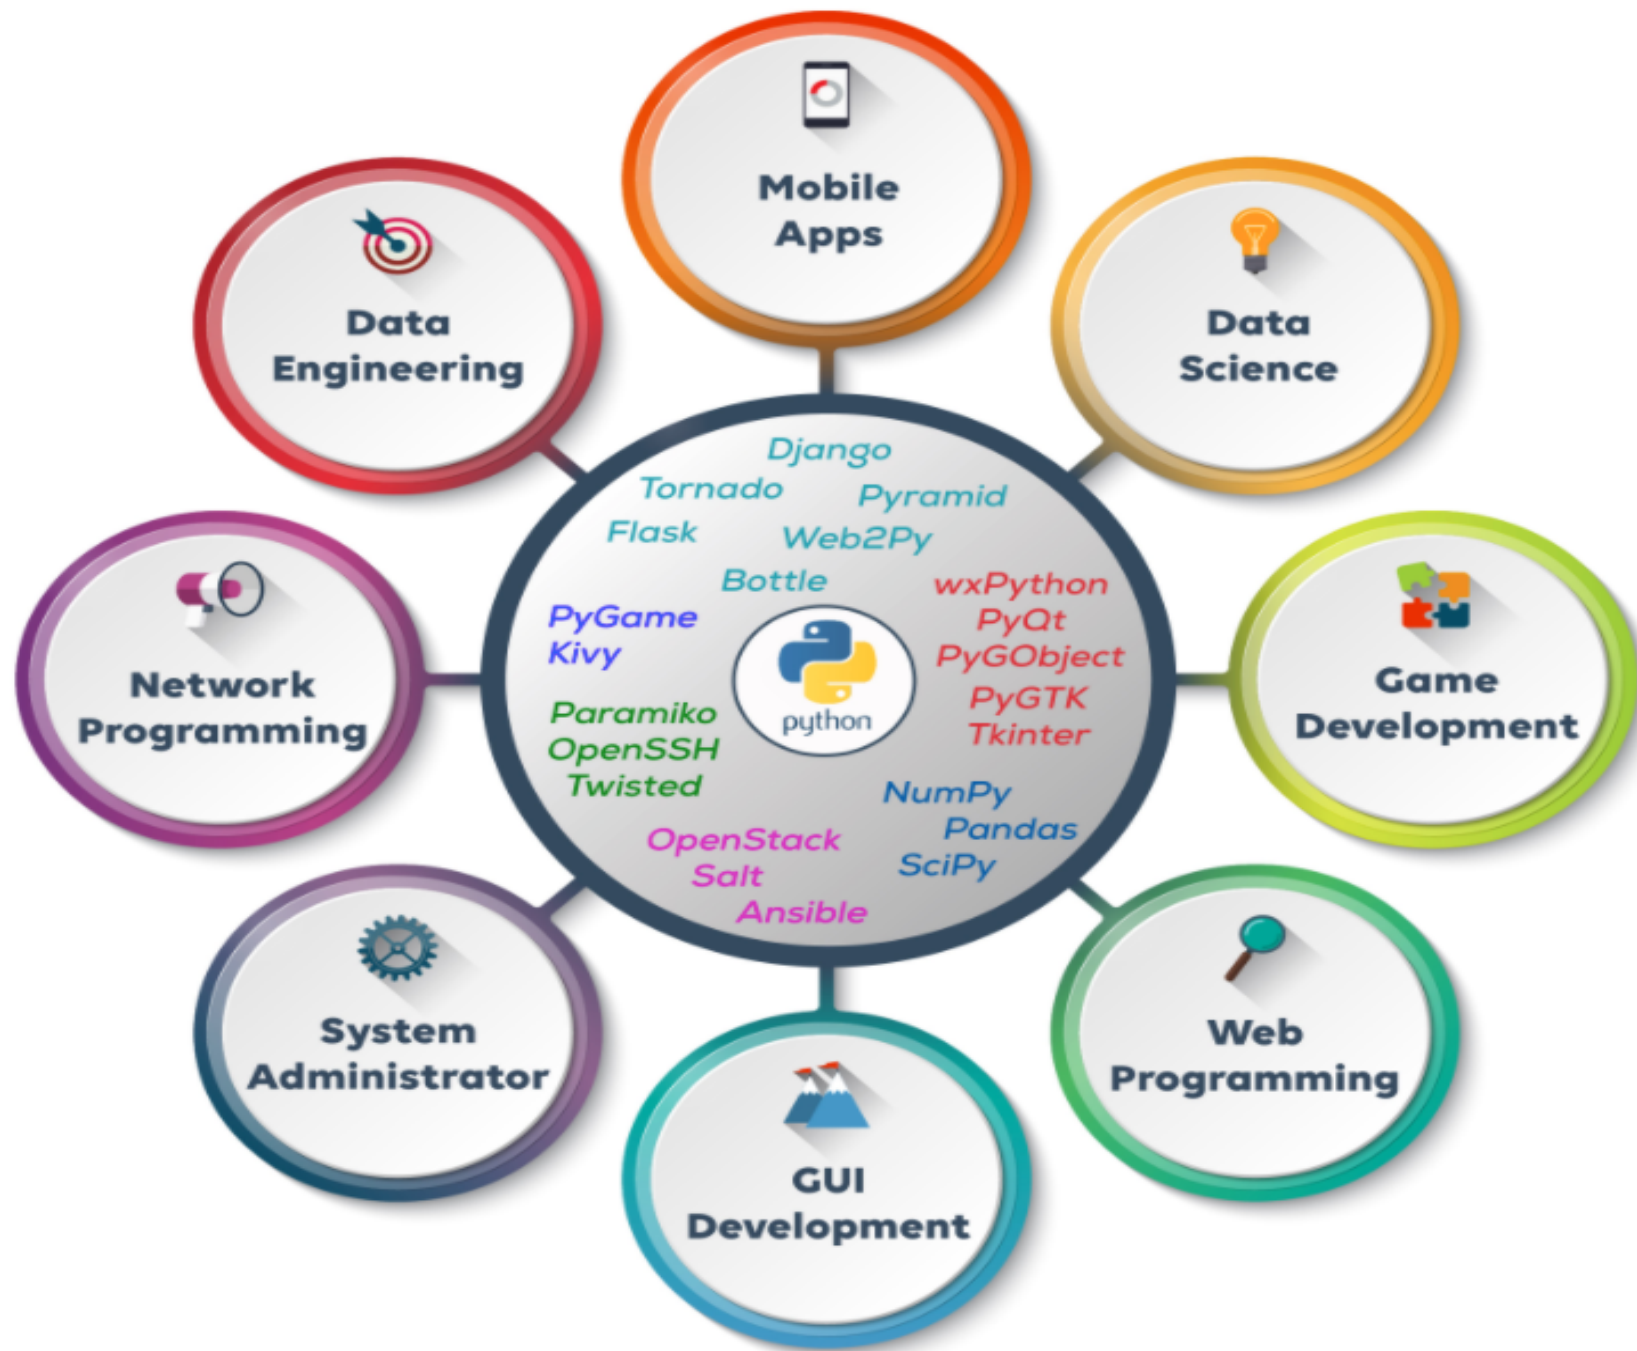 Mobile
Apps
Data
Engineering
Data
Science
Django
Tornado
Pyramid
Flask
Web2Py
Bottle
wxPython
PyQt
PyGObject
PyGTK
Tkinter
PyGame
Kivy
python
Paramiko
OpenSSH
Twisted
NumPy
Pandas
SciPy
OpenStack
Salt
Ansible
Network
Programming
Game
Development
System
Administrator
Web
Programming
GUI
Development